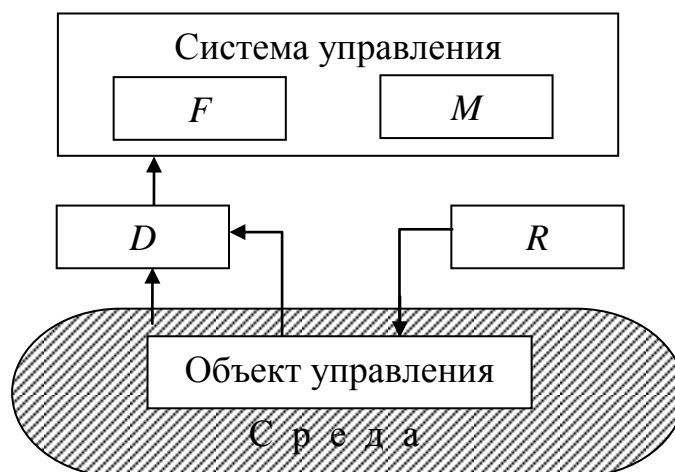 Система управления
F M
D R
Объект управления
С р е д а